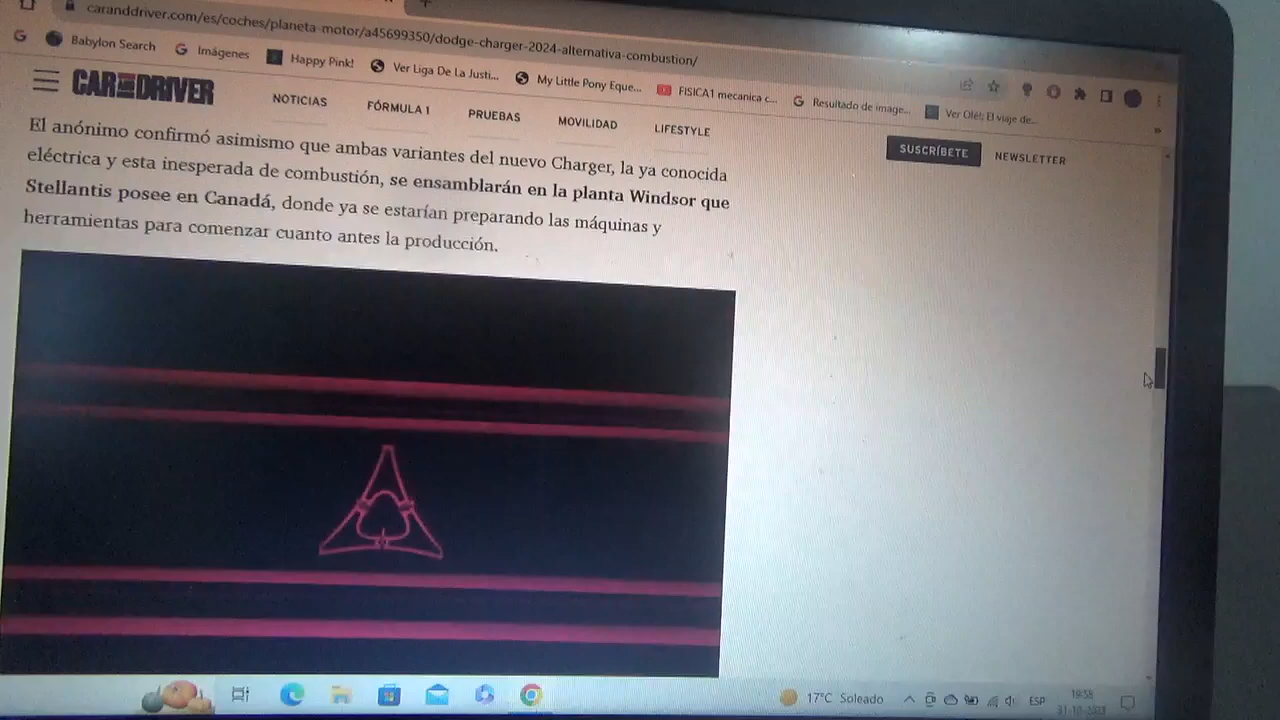 caranddriver.com/es/coches/planeta-motor/a45699350/dodge-charger-2024-alternativa-combustion/
Babylon Search
Imágenes
Happy Pink!
Ver Liga De La Justi...
My Little Pony Eque...
FISICA1 mecanica c...
Resultado de image...
Ver Olé!: El viaje de...
CAR AND DRIVER
NOTICIAS
FÓRMULA 1
PRUEBAS
MOVILIDAD
LIFESTYLE
SUSCRÍBETE
NEWSLETTER
El anónimo confirmó asimismo que ambas variantes del nuevo Charger, la ya conocida
eléctrica y esta inesperada de combustión, se ensamblarán en la planta Windsor que
Stellantis posee en Canadá, donde ya se estarían preparando las máquinas y
herramientas para comenzar cuanto antes la producción.
17°C Soleado
ESP